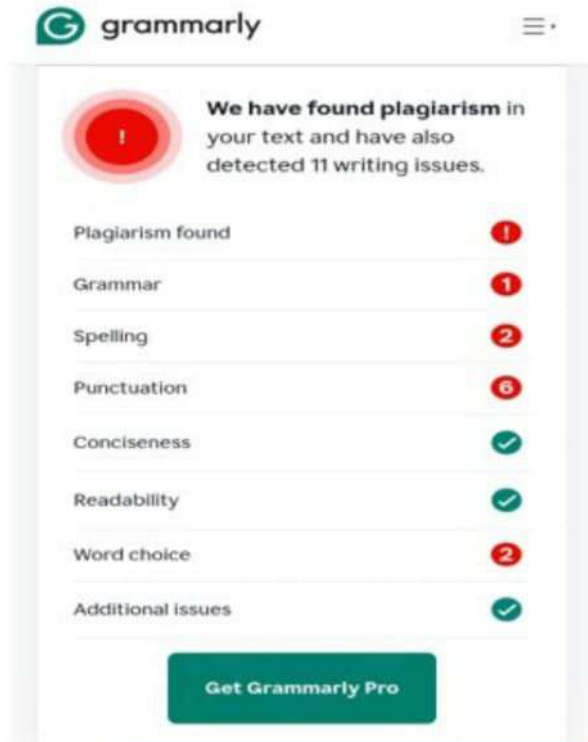 grammarly
We have found plagiarism in
your text and have also
detected 11 writing issues.
Plagiarism found !
Grammar 1
Spelling 2
Punctuation 6
Conciseness
Readability
Word choice 2
Additional issues
Get Grammarly Pro